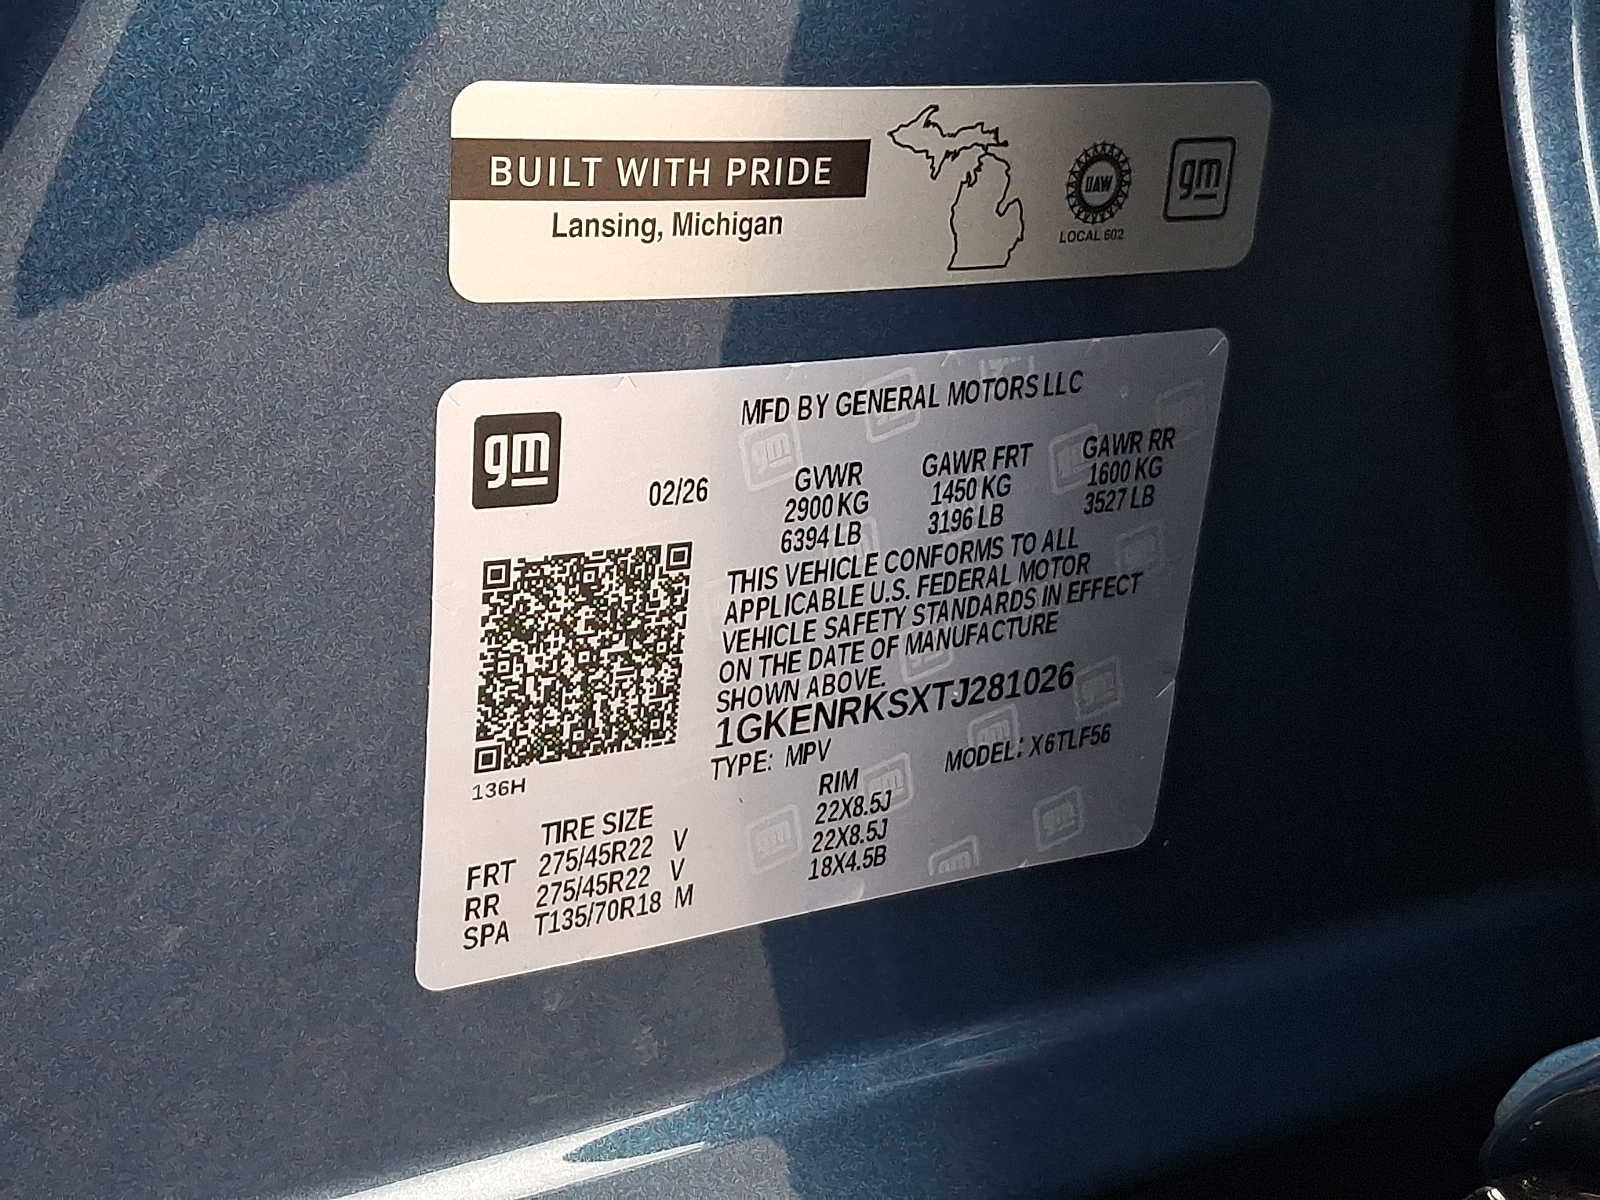 BUILT WITH PRIDE
Lansing, Michigan
UAW
LOCAL 602
gm
MFD BY GENERAL MOTORS LLC
gm
02/26
GVWR GAWR FRT GAWR RR
2900 KG 1450 KG 1600 KG
6394 LB 3196 LB 3527 LB
THIS VEHICLE CONFORMS TO ALL
APPLICABLE U.S. FEDERAL MOTOR
VEHICLE SAFETY STANDARDS IN EFFECT
ON THE DATE OF MANUFACTURE
SHOWN ABOVE.
1GKENRKSXTJ281026
TYPE: MPV MODEL: X6TLF56
136H
TIRE SIZE RIM
FRT 275/45R22 V 22X8.5J
RR 275/45R22 V 22X8.5J
SPA T135/70R18 M 18X4.5B